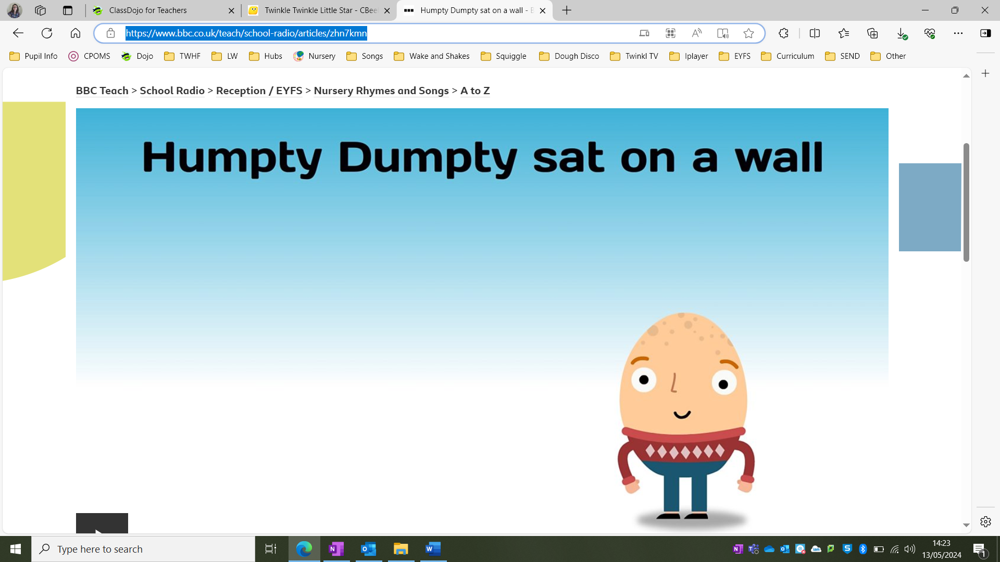 ClassDojo for Teachers
Twinkle Twinkle Little Star - CBee
Humpty Dumpty sat on a wall - B
https://www.bbc.co.uk/teach/school-radio/articles/zhn7kmn
Pupil Info CPOMS Dojo TWHF LW Hubs Nursery Songs Wake and Shakes Squiggle Dough Disco Twinkl TV Iplayer EYFS Curriculum SEND Other
BBC Teach > School Radio > Reception / EYFS > Nursery Rhymes and Songs > A to Z
Humpty Dumpty sat on a wall
Type here to search
14:23
13/05/2024
1